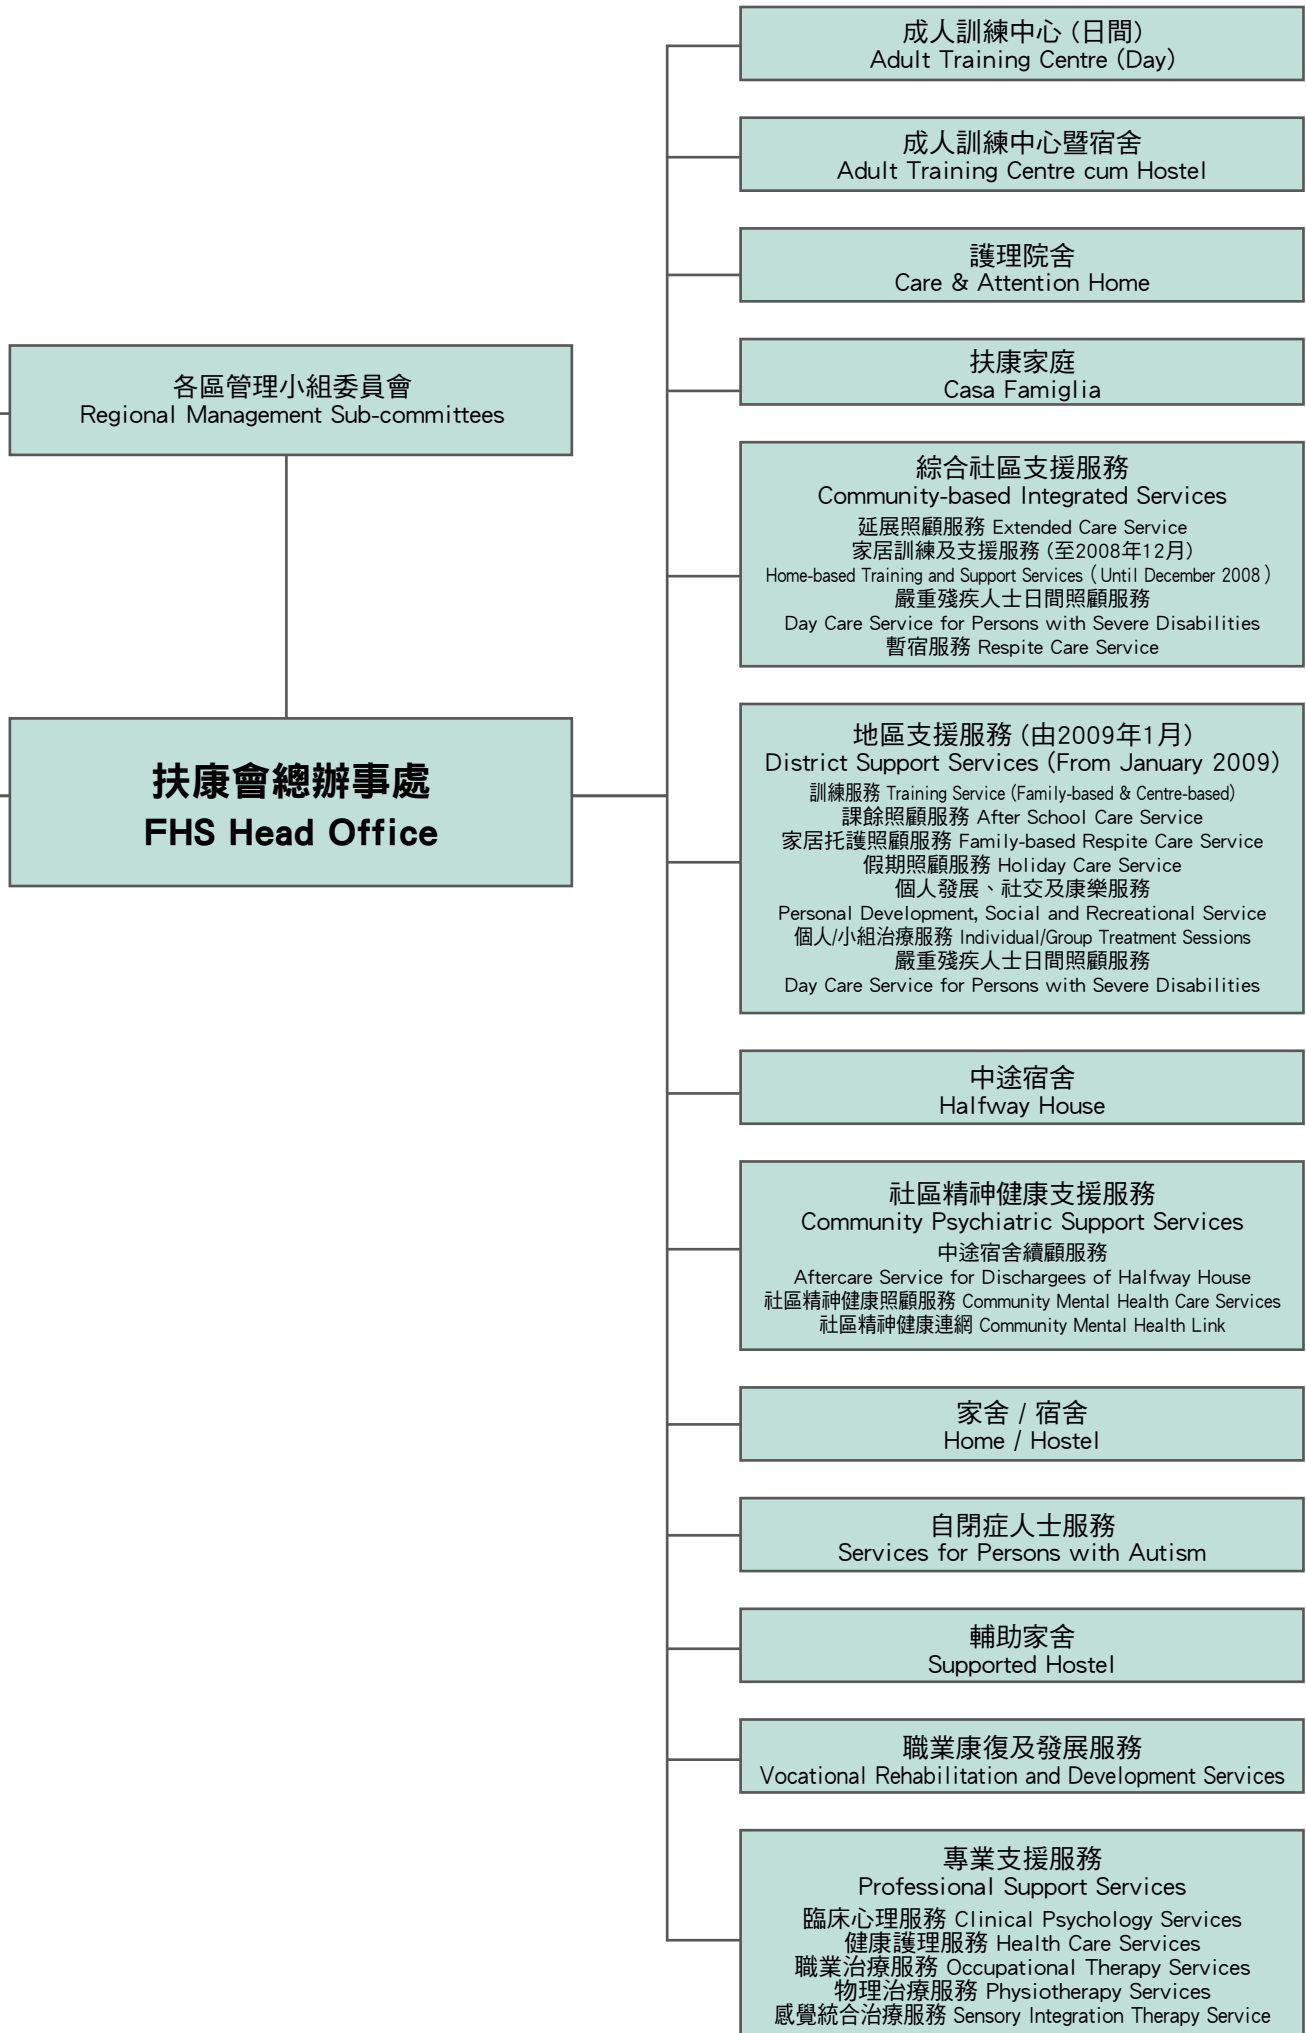 各區管理小組委員會
Regional Management Sub-committees
扶康會總辦事處
FHS Head Office
成人訓練中心 (日間)
Adult Training Centre (Day)
成人訓練中心暨宿舍
Adult Training Centre cum Hostel
護理院舍
Care & Attention Home
扶康家庭
Casa Famiglia
綜合社區支援服務
Community-based Integrated Services
延展照顧服務 Extended Care Service
家居訓練及支援服務 (至2008年12月)
Home-based Training and Support Services (Until December 2008)
嚴重殘疾人士日間照顧服務
Day Care Service for Persons with Severe Disabilities
暫宿服務 Respite Care Service
地區支援服務 (由2009年1月)
District Support Services (From January 2009)
訓練服務 Training Service (Family-based & Centre-based)
課餘照顧服務 After School Care Service
家居托護照顧服務 Family-based Respite Care Service
假期照顧服務 Holiday Care Service
個人發展、社交及康樂服務
Personal Development, Social and Recreational Service
個人/小組治療服務 Individual/Group Treatment Sessions
嚴重殘疾人士日間照顧服務
Day Care Service for Persons with Severe Disabilities
中途宿舍
Halfway House
社區精神健康支援服務
Community Psychiatric Support Services
中途宿舍續顧服務
Aftercare Service for Dischargees of Halfway House
社區精神健康照顧服務 Community Mental Health Care Services
社區精神健康連網 Community Mental Health Link
家舍 / 宿舍
Home / Hostel
自閉症人士服務
Services for Persons with Autism
輔助家舍
Supported Hostel
職業康復及發展服務
Vocational Rehabilitation and Development Services
專業支援服務
Professional Support Services
臨床心理服務 Clinical Psychology Services
健康護理服務 Health Care Services
職業治療服務 Occupational Therapy Services
物理治療服務 Physiotherapy Services
感覺統合治療服務 Sensory Integration Therapy Service